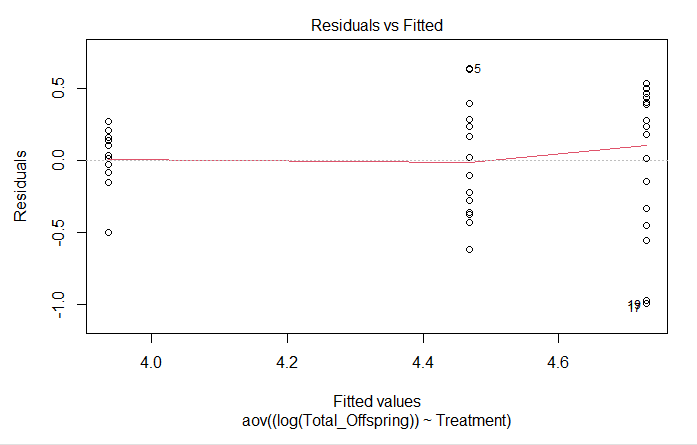 Residuals vs Fitted
Residuals
0.5
0.0
-0.5
-1.0
5
19
17
4.0 4.2 4.4 4.6
Fitted values
aov((log(Total_Offspring)) ~ Treatment)